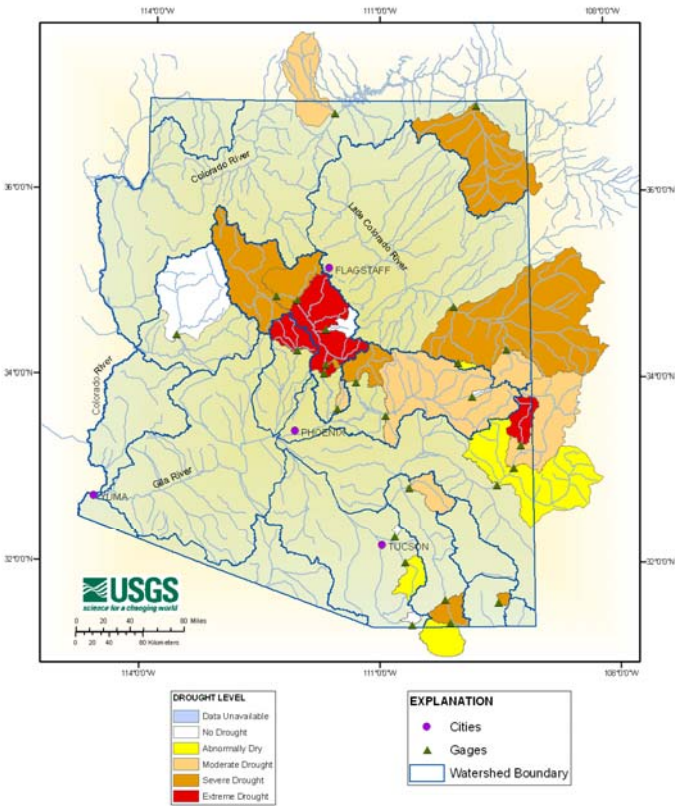 114°0'0"W
111°0'0"W
108°0'0"W
36°0'0"N
36°0'0"N
Colorado River
Little Colorado River
FLAGSTAFF
34°0'0"N
34°0'0"N
Colorado River
PHOENIX
Gila River
YUMA
32°0'0"N
32°0'0"N
TUCSON
USGS
science for a changing world
20 0 20 40 80 Miles
20 0 20 40 80 Kilometers
114°0'0"W
111°0'0"W
108°0'0"W
DROUGHT LEVEL
Data Unavailable
No Drought
Abnormally Dry
Moderate Drought
Severe Drought
Extreme Drought
EXPLANATION
Cities
Gages
Watershed Boundary